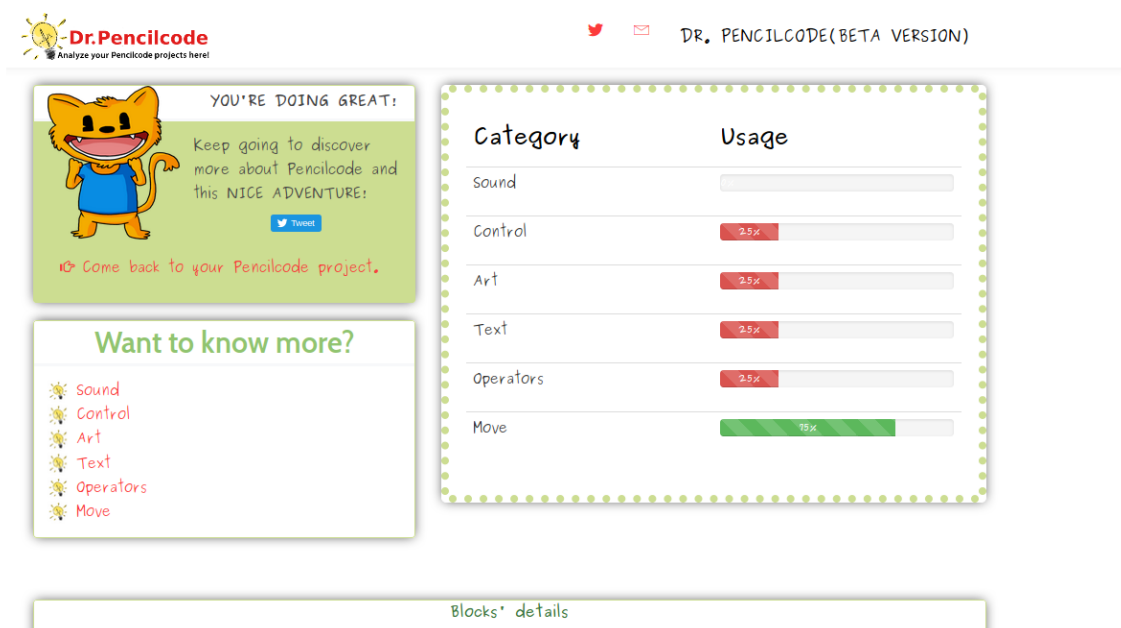 Dr.Pencilcode
Analyze your Pencilcode projects here!
DR. PENCILCODE(BETA VERSION)
YOU'RE DOING GREAT!
Keep going to discover
more about Pencilcode and
this NICE ADVENTURE!
Tweet
Come back to your Pencilcode project.
Want to know more?
Sound
Control
Art
Text
Operators
Move
Category Usage
Sound
Control 25%
Art 25%
Text 25%
Operators 25%
Move 75%
Blocks' details